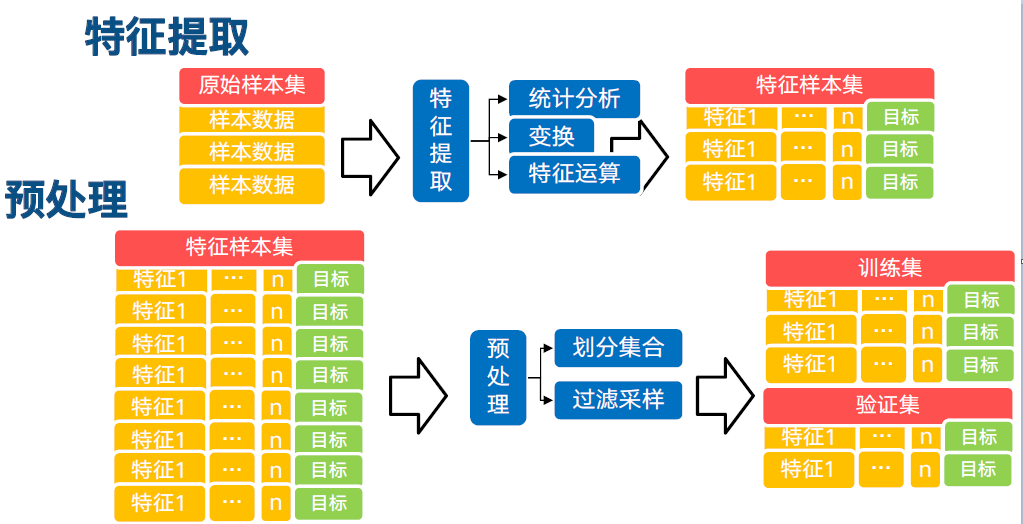 特征提取
原始样本集
样本数据
样本数据
样本数据
特征提取
统计分析
变换
特征运算
特征样本集
特征1 … n 目标
特征1 … n 目标
特征1 … n 目标
预处理
特征样本集
特征1 … n 目标
特征1 … n 目标
特征1 … n 目标
特征1 … n 目标
特征1 … n 目标
特征1 … n 目标
特征1 … n 目标
特征1 … n 目标
预处理
划分集合
过滤采样
训练集
特征1 … n 目标
特征1 … n 目标
特征1 … n 目标
验证集
特征1 … n 目标
特征1 … n 目标